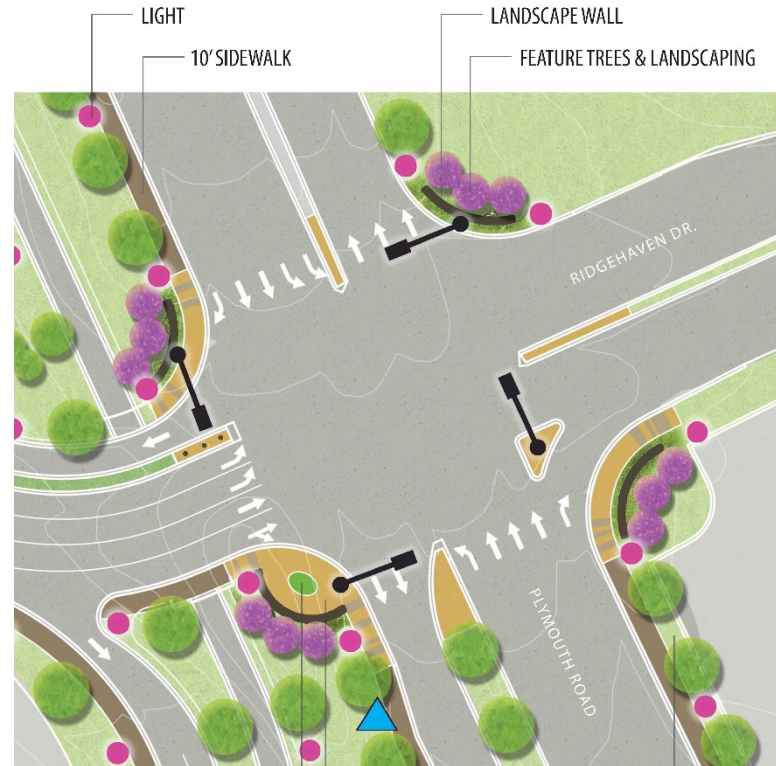 LIGHT
LANDSCAPE WALL
10' SIDEWALK
FEATURE TREES & LANDSCAPING
RIDGEHAVEN DR.
PLYMOUTH ROAD